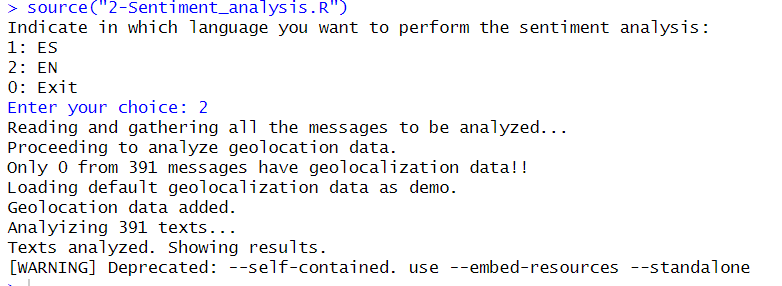 > source("2-Sentiment_analysis.R")
Indicate in which language you want to perform the sentiment analysis:
1: ES
2: EN
0: Exit
Enter your choice: 2
Reading and gathering all the messages to be analyzed...
Proceeding to analyze geolocation data.
Only 0 from 391 messages have geolocalization data!!
Loading default geolocalization data as demo.
Geolocation data added.
Analyizing 391 texts...
Texts analyzed. Showing results.
[WARNING] Deprecated: --self-contained. use --embed-resources --standalone
>